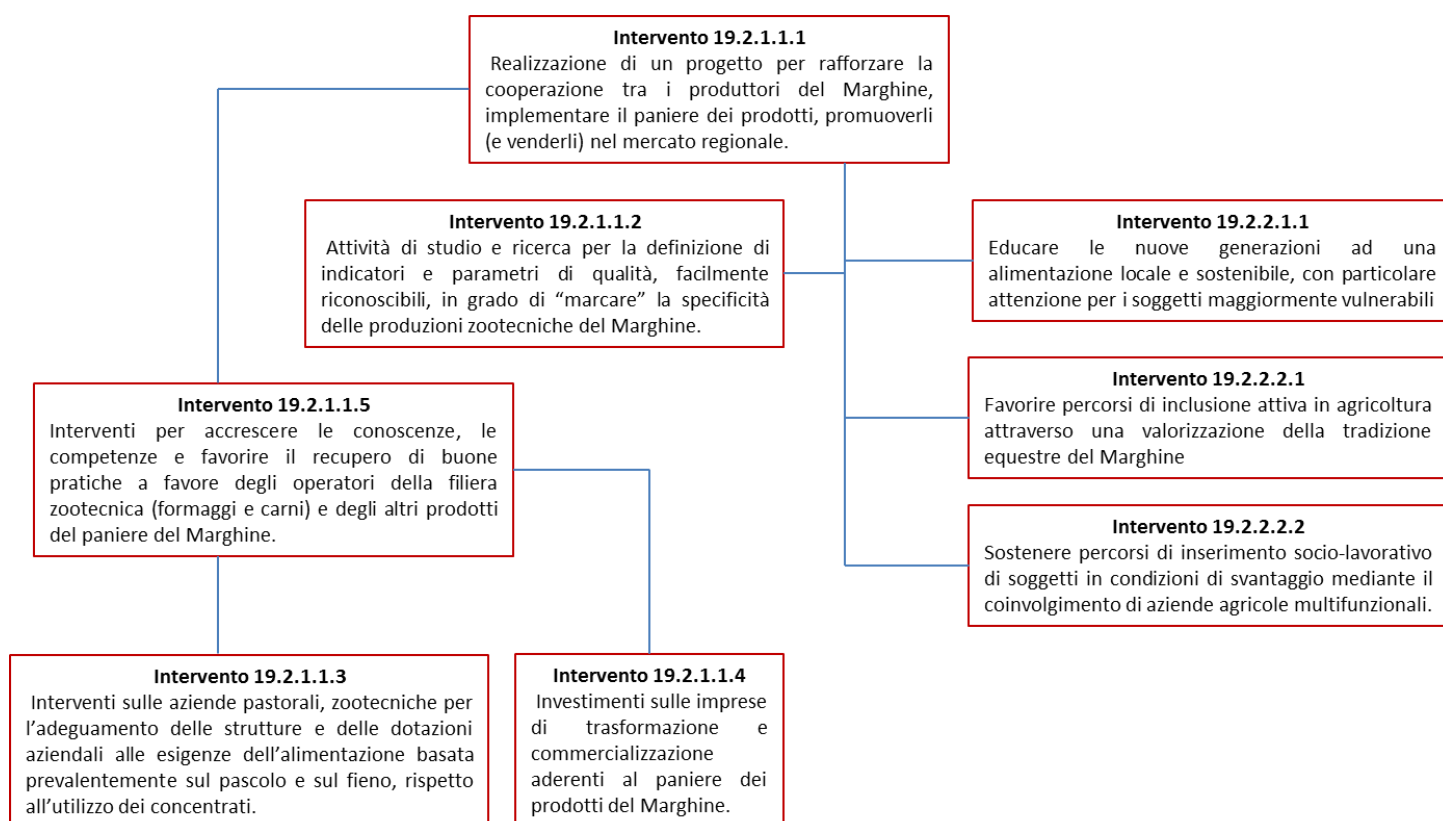 Intervento 19.2.1.1.1
Realizzazione di un progetto per rafforzare la
cooperazione tra i produttori del Marghine,
implementare il paniere dei prodotti, promuoverli
(e venderli) nel mercato regionale.
Intervento 19.2.1.1.2
Attività di studio e ricerca per la definizione di
indicatori e parametri di qualità, facilmente
riconoscibili, in grado di “marcare” la specificità
delle produzioni zootecniche del Marghine.
Intervento 19.2.2.1.1
Educare le nuove generazioni ad una
alimentazione locale e sostenibile, con particolare
attenzione per i soggetti maggiormente vulnerabili
Intervento 19.2.2.2.1
Favorire percorsi di inclusione attiva in agricoltura
attraverso una valorizzazione della tradizione
equestre del Marghine
Intervento 19.2.1.1.5
Interventi per accrescere le conoscenze, le
competenze e favorire il recupero di buone
pratiche a favore degli operatori della filiera
zootecnica (formaggi e carni) e degli altri prodotti
del paniere del Marghine.
Intervento 19.2.2.2.2
Sostenere percorsi di inserimento socio-lavorativo
di soggetti in condizioni di svantaggio mediante il
coinvolgimento di aziende agricole multifunzionali.
Intervento 19.2.1.1.3
Interventi sulle aziende pastorali, zootecniche per
l’adeguamento delle strutture e delle dotazioni
aziendali alle esigenze dell’alimentazione basata
prevalentemente sul pascolo e sul fieno, rispetto
all’utilizzo dei concentrati.
Intervento 19.2.1.1.4
Investimenti sulle imprese
di trasformazione e
commercializzazione
aderenti al paniere dei
prodotti del Marghine.